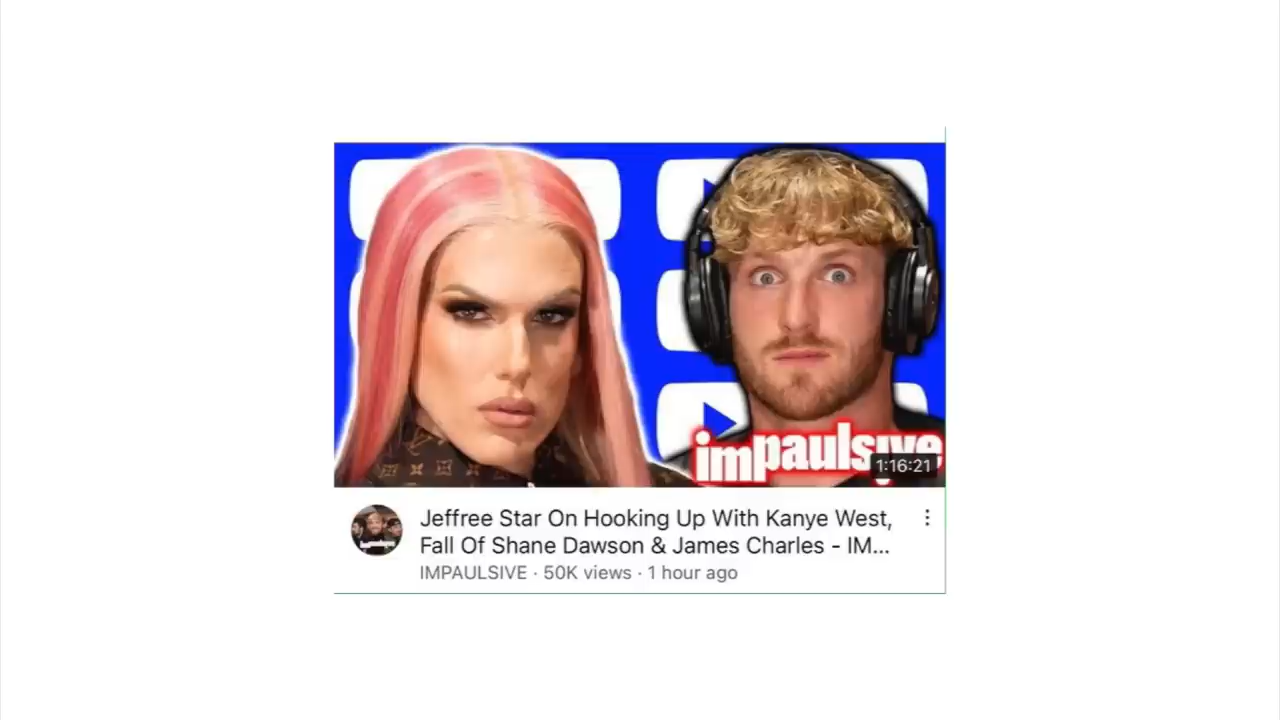 impaulsive
1:16:21
Jeffree Star On Hooking Up With Kanye West,
Fall Of Shane Dawson & James Charles - IM...
IMPAULSIVE · 50K views · 1 hour ago